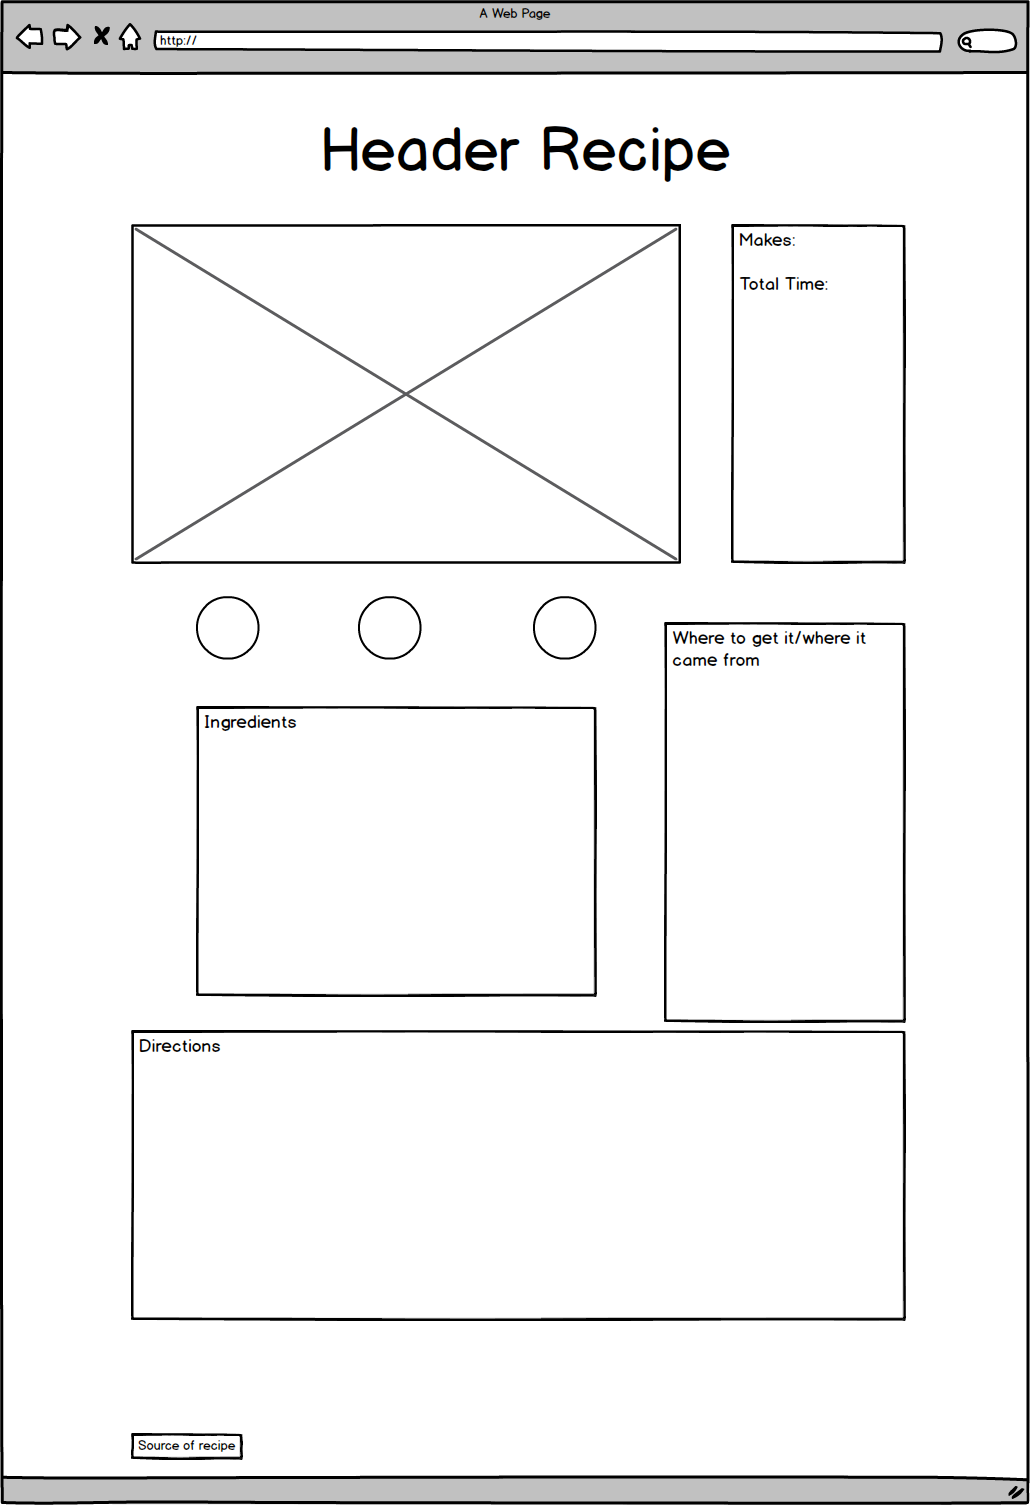 A Web Page
http://
Header Recipe
Makes:
Total Time:
Where to get it/where it
came from
Ingredients
Directions
Source of recipe